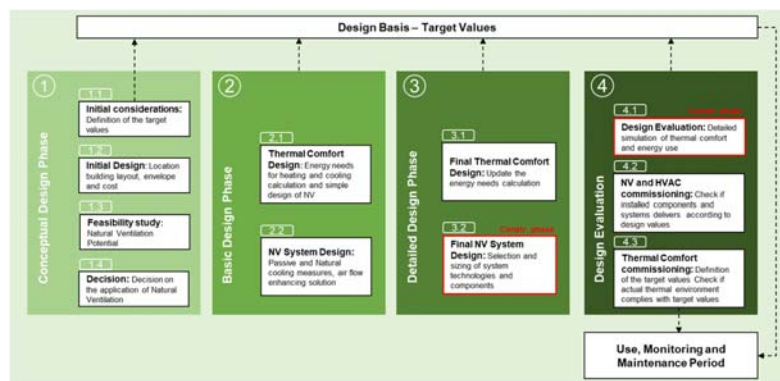 Design Basis – Target Values
1
Conceptual Design Phase
1.1
Initial considerations:
Definition of the target
values
1.2
Initial Design: Location
building layout, envelope
and cost
1.3
Feasibility study:
Natural Ventilation
Potential
1.4
Decision: Decision on
the application of Natural
Ventilation
2
Basic Design Phase
2.1
Thermal Comfort
Design: Energy needs
for heating and cooling
calculation and simple
design of NV
2.2
NV System Design:
Passive and Natural
cooling measures, air flow
enhancing solution
3
Detailed Design Phase
3.1
Final Thermal Comfort
Design: Update the
energy needs calculation
3.2
Final NV System
Design: Selection and
sizing of system
technologies and
components
4
Design Evaluation
4.1
Design Evaluation: Detailed
simulation of thermal comfort
and energy use
4.2
NV and HVAC
commissioning: Check if
installed components and
systems delivers according to
design values
4.3
Thermal Comfort
commissioning: Definition
of the target values Check if
actual thermal environment
complies with target values
Use, Monitoring and
Maintenance Period